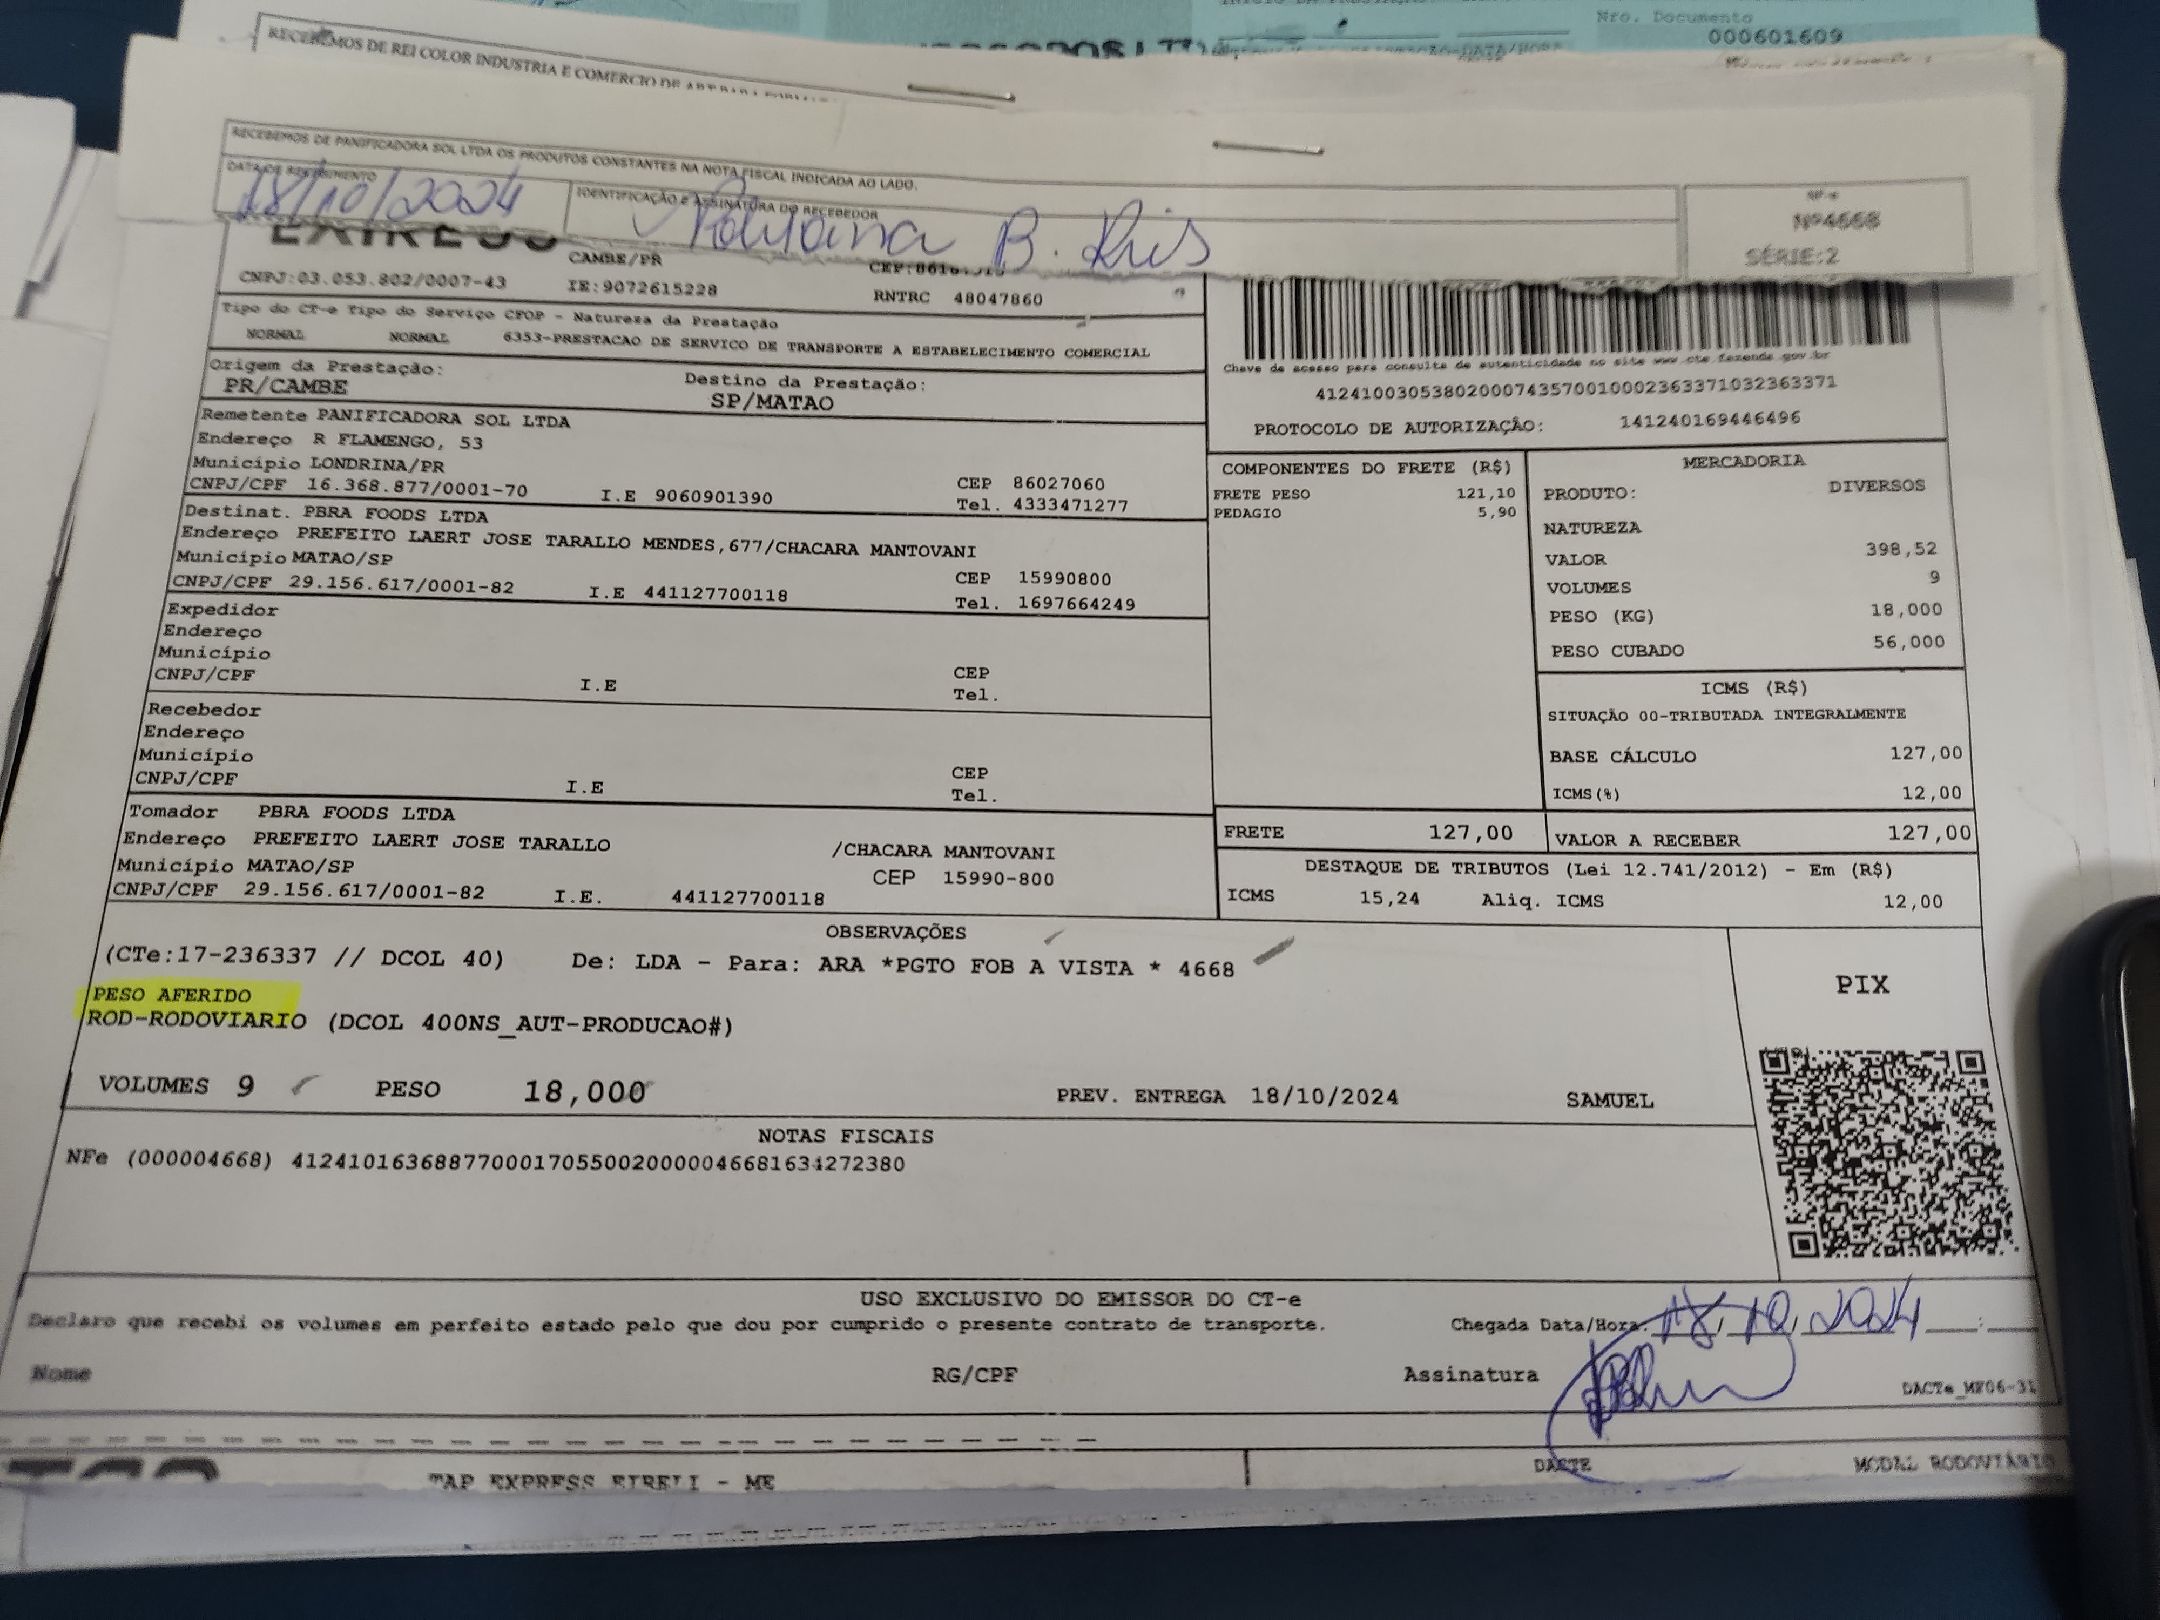 Nro. Documento
000601609
RECEBEMOS DE REI COLOR INDUSTRIA E COMERCIO DE
RECEBEMOS DE PANIFICADORA SOL LTDA OS PRODUTOS CONSTANTES NA NOTA FISCAL INDICADA AO LADO.
DATA DE RECEBIMENTO
18/10/2024
IDENTIFICAÇÃO E ASSINATURA DO RECEBEDOR
B.
NF-e
Nº4668
SÉRIE:2
EXPRESS
CAMBE/PR
CNPJ:03.053.802/0007-43 IE:9072615228 RNTRC 48047860
Tipo do CT-e Tipo do Serviço CFOP - Natureza da Prestação
NORMAL NORMAL 6353-PRESTACAO DE SERVICO DE TRANSPORTE A ESTABELECIMENTO COMERCIAL
Origem da Prestação: Destino da Prestação:
PR/CAMBE SP/MATAO
Remetente PANIFICADORA SOL LTDA
Endereço R FLAMENGO, 53
Município LONDRINA/PR CEP 86027060
CNPJ/CPF 16.368.877/0001-70 I.E 9060901390 Tel. 4333471277
Destinat. PBRA FOODS LTDA
Endereço PREFEITO LAERT JOSE TARALLO MENDES,677/CHACARA MANTOVANI
Município MATAO/SP CEP 15990800
CNPJ/CPF 29.156.617/0001-82 I.E 441127700118 Tel. 1697664249
Expedidor
Endereço
Município CEP
CNPJ/CPF I.E Tel.
Recebedor
Endereço
Município CEP
CNPJ/CPF I.E Tel.
Tomador PBRA FOODS LTDA
Endereço PREFEITO LAERT JOSE TARALLO /CHACARA MANTOVANI
Município MATAO/SP CEP 15990-800
CNPJ/CPF 29.156.617/0001-82 I.E. 441127700118
Chave de acesso para consulta de autenticidade no site www.cte.fazenda.gov.br
41241003053802000743570010002363371032363371
PROTOCOLO DE AUTORIZAÇÃO: 141240169446496
COMPONENTES DO FRETE (R$)
FRETE PESO 121,10
PEDAGIO 5,90
MERCADORIA
PRODUTO: DIVERSOS
NATUREZA
VALOR 398,52
VOLUMES 9
PESO (KG) 18,000
PESO CUBADO 56,000
ICMS (R$)
SITUAÇÃO 00-TRIBUTADA INTEGRALMENTE
BASE CÁLCULO 127,00
ICMS(%) 12,00
FRETE 127,00 VALOR A RECEBER 127,00
DESTAQUE DE TRIBUTOS (Lei 12.741/2012) - Em (R$)
ICMS 15,24 Aliq. ICMS 12,00
OBSERVAÇÕES
(CTe:17-236337 // DCOL 40) De: LDA - Para: ARA *PGTO FOB A VISTA * 4668
PESO AFERIDO
ROD-RODOVIARIO (DCOL 400NS_AUT-PRODUCAO#)
VOLUMES 9 PESO 18,000 PREV. ENTREGA 18/10/2024 SAMUEL
PIX
NOTAS FISCAIS
NFe (000004668) 41241016368877000170550020000046681634272380
USO EXCLUSIVO DO EMISSOR DO CT-e
Declaro que recebi os volumes em perfeito estado pelo que dou por cumprido o presente contrato de transporte. Chegada Data/Hora. 18/10/2024
Nome RG/CPF Assinatura
DACTe_MF06-31
TAP EXPRESS EIRELI - ME DACTE MODAL RODOVIÁRIO